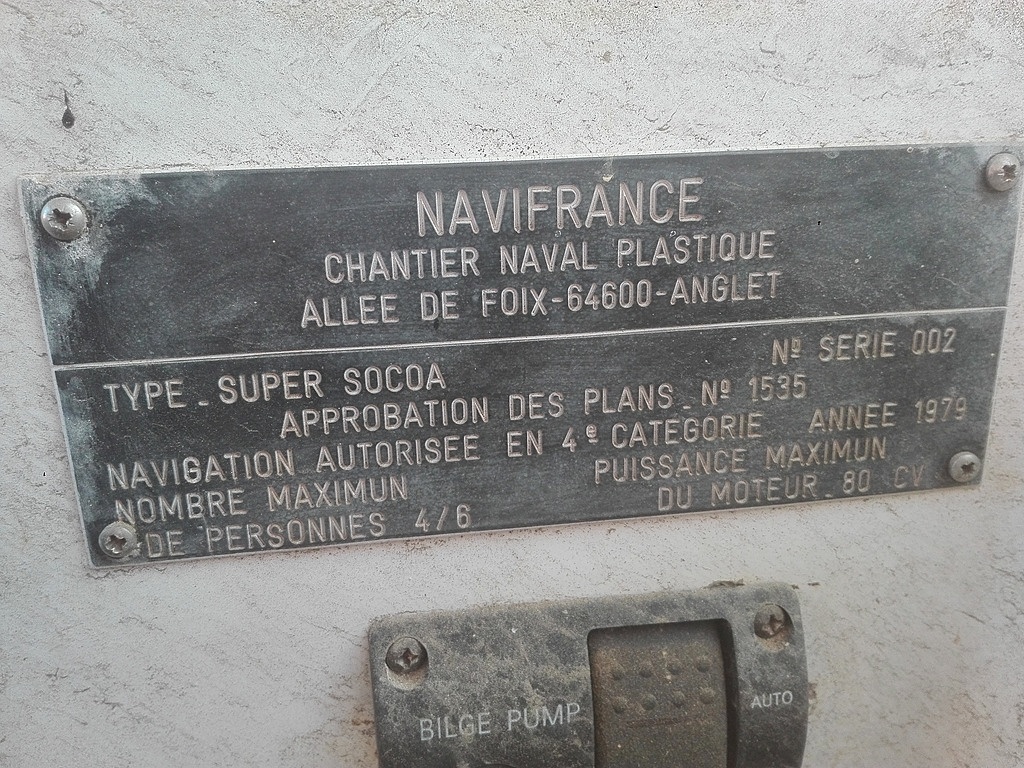 NAVIFRANCE
CHANTIER NAVAL PLASTIQUE
ALLEE DE FOIX-64600-ANGLET
Nº SERIE 002
TYPE_SUPER SOCOA
APPROBATION DES PLANS_Nº 1535
NAVIGATION AUTORISEE EN 4e CATEGORIE ANNEE 1979
NOMBRE MAXIMUN PUISSANCE MAXIMUN
DE PERSONNES 4/6 DU MOTEUR_80 CV
BILGE PUMP AUTO